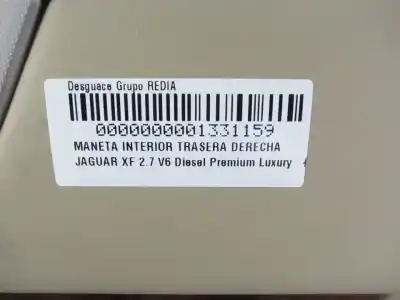 Desguace Grupo REDIA
0000000001331159
MANETA INTERIOR TRASERA DERECHA
JAGUAR XF 2.7 V6 Diesel Premium Luxury